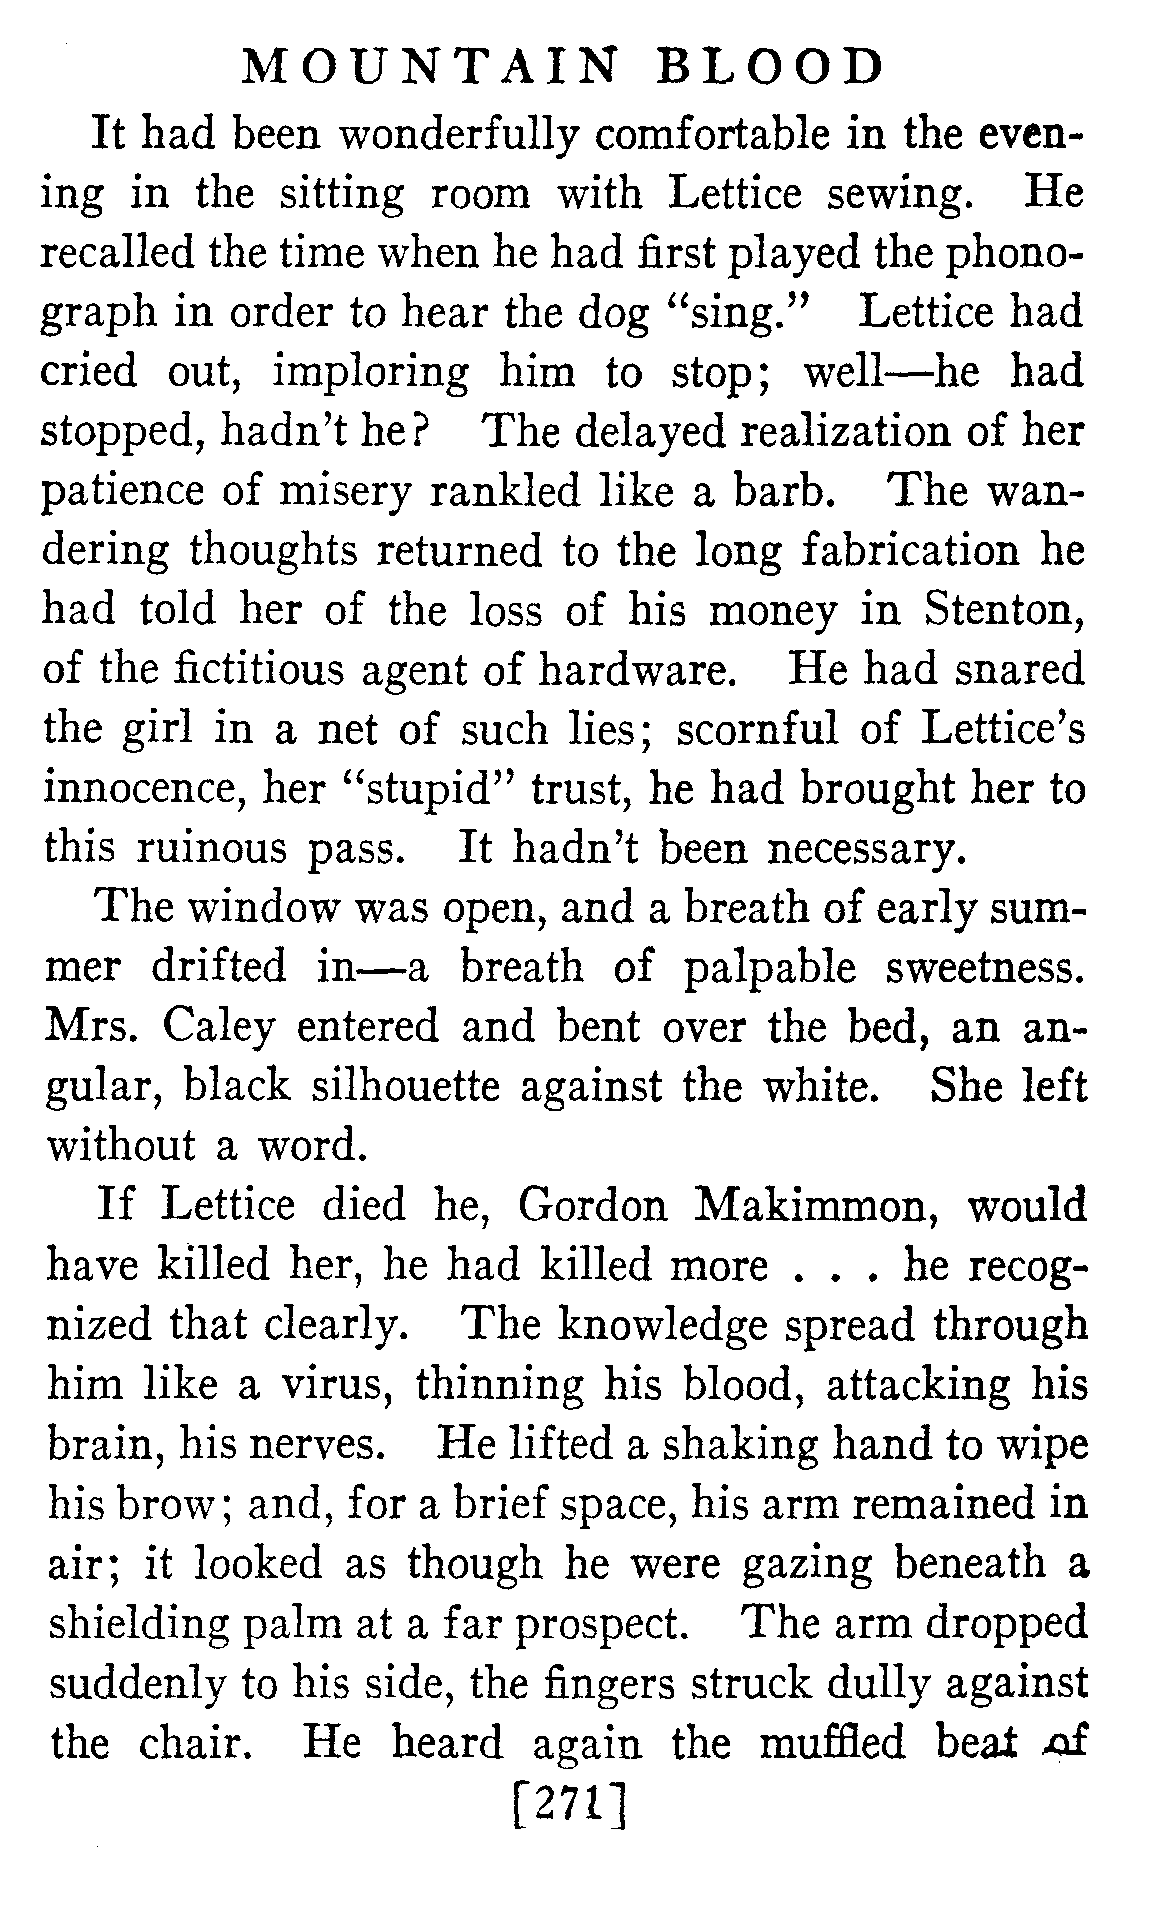 MOUNTAIN BLOOD
It had been wonderfully comfortable in the even-
ing in the sitting room with Lettice sewing. He
recalled the time when he had first played the phono-
graph in order to hear the dog “sing.” Lettice had
cried out, imploring him to stop; well—he had
stopped, hadn’t he? The delayed realization of her
patience of misery rankled like a barb. The wan-
dering thoughts returned to the long fabrication he
had told her of the loss of his money in Stenton,
of the fictitious agent of hardware. He had snared
the girl in a net of such lies; scornful of Lettice’s
innocence, her “stupid” trust, he had brought her to
this ruinous pass. It hadn’t been necessary.
The window was open, and a breath of early sum-
mer drifted in—a breath of palpable sweetness.
Mrs. Caley entered and bent over the bed, an an-
gular, black silhouette against the white. She left
without a word.
If Lettice died he, Gordon Makimmon, would
have killed her, he had killed more . . . he recog-
nized that clearly. The knowledge spread through
him like a virus, thinning his blood, attacking his
brain, his nerves. He lifted a shaking hand to wipe
his brow; and, for a brief space, his arm remained in
air; it looked as though he were gazing beneath a
shielding palm at a far prospect. The arm dropped
suddenly to his side, the fingers struck dully against
the chair. He heard again the muffled beat of
[271]